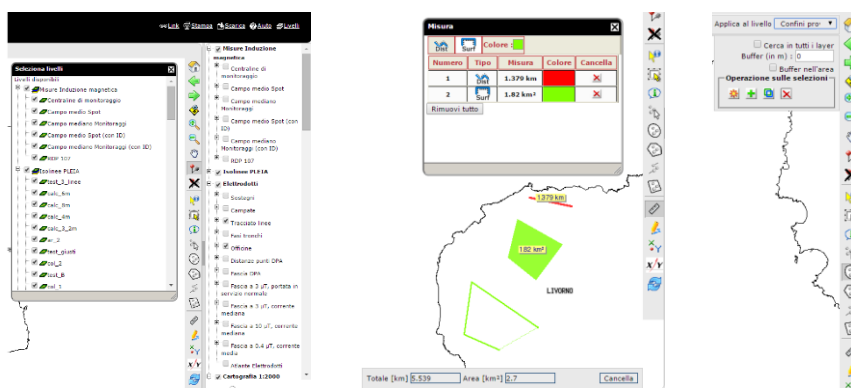 Link Stampa Scarica Aiuto Livelli
Seleziona livelli
Livelli disponibili
Misure Induzione magnetica
Centraline di monitoraggio
Campo medio Spot
Campo mediano Monitoraggi
Campo medio Spot (con ID)
Campo mediano Monitoraggi (con ID)
RDP 107
Isolinee PLEIA
test_3_linee
calc_6m
calc_8m
calc_4m
calc_3_2m
test_giusti
col_2
test_B
col_1
Misure Induzione
magnetica
Centraline di
monitoraggio
Campo medio Spot
Campo mediano
Monitoraggi
Campo medio Spot (con
ID)
Campo mediano
Monitoraggi (con ID)
RDP 107
Isolinee PLEIA
Elettrodotti
Sostegni
Campate
Tracciato linee
Fasi tronchi
Officine
Distanze punti DPA
Fascia DPA
Fascia a 3 µT, portata in
servizio normale
Fascia a 3 µT, corrente
mediana
Fascia a 10 µT, corrente
mediana
Fascia a 0.4 µT, corrente
media
Atlante Elettrodotti
Cartografia 1:2000
Misura
Dist Surf Colore :
Numero Tipo Misura Colore Cancella
1 Dist 1.379 km
2 Surf 1.82 km²
Rimuovi tutto
1.379 km
1.82 km²
LIVORNO
Totale [km] 5.539 Area [km²] 2.7 Cancella
Applica al livello Confini pro
Cerca in tutti i layer
Buffer (in m) : 0
Buffer nell'area
Operazione sulle selezioni